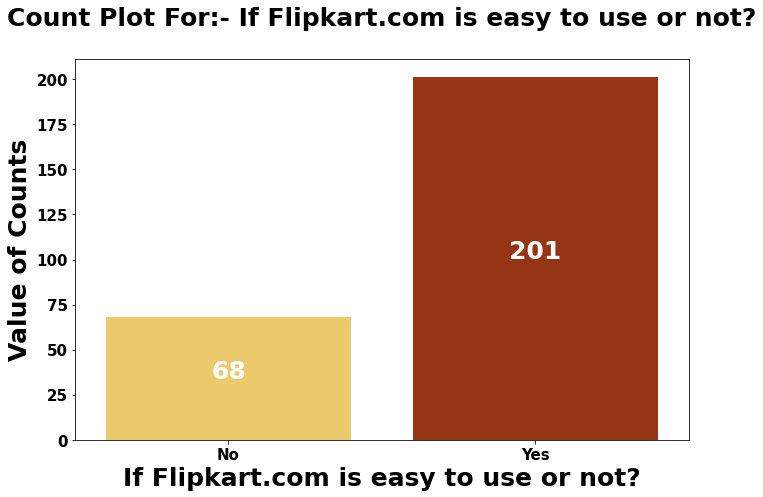 Count Plot For:- If Flipkart.com is easy to use or not?
Value of Counts
200
175
150
125
100
75
50
25
0
201
68
No Yes
If Flipkart.com is easy to use or not?